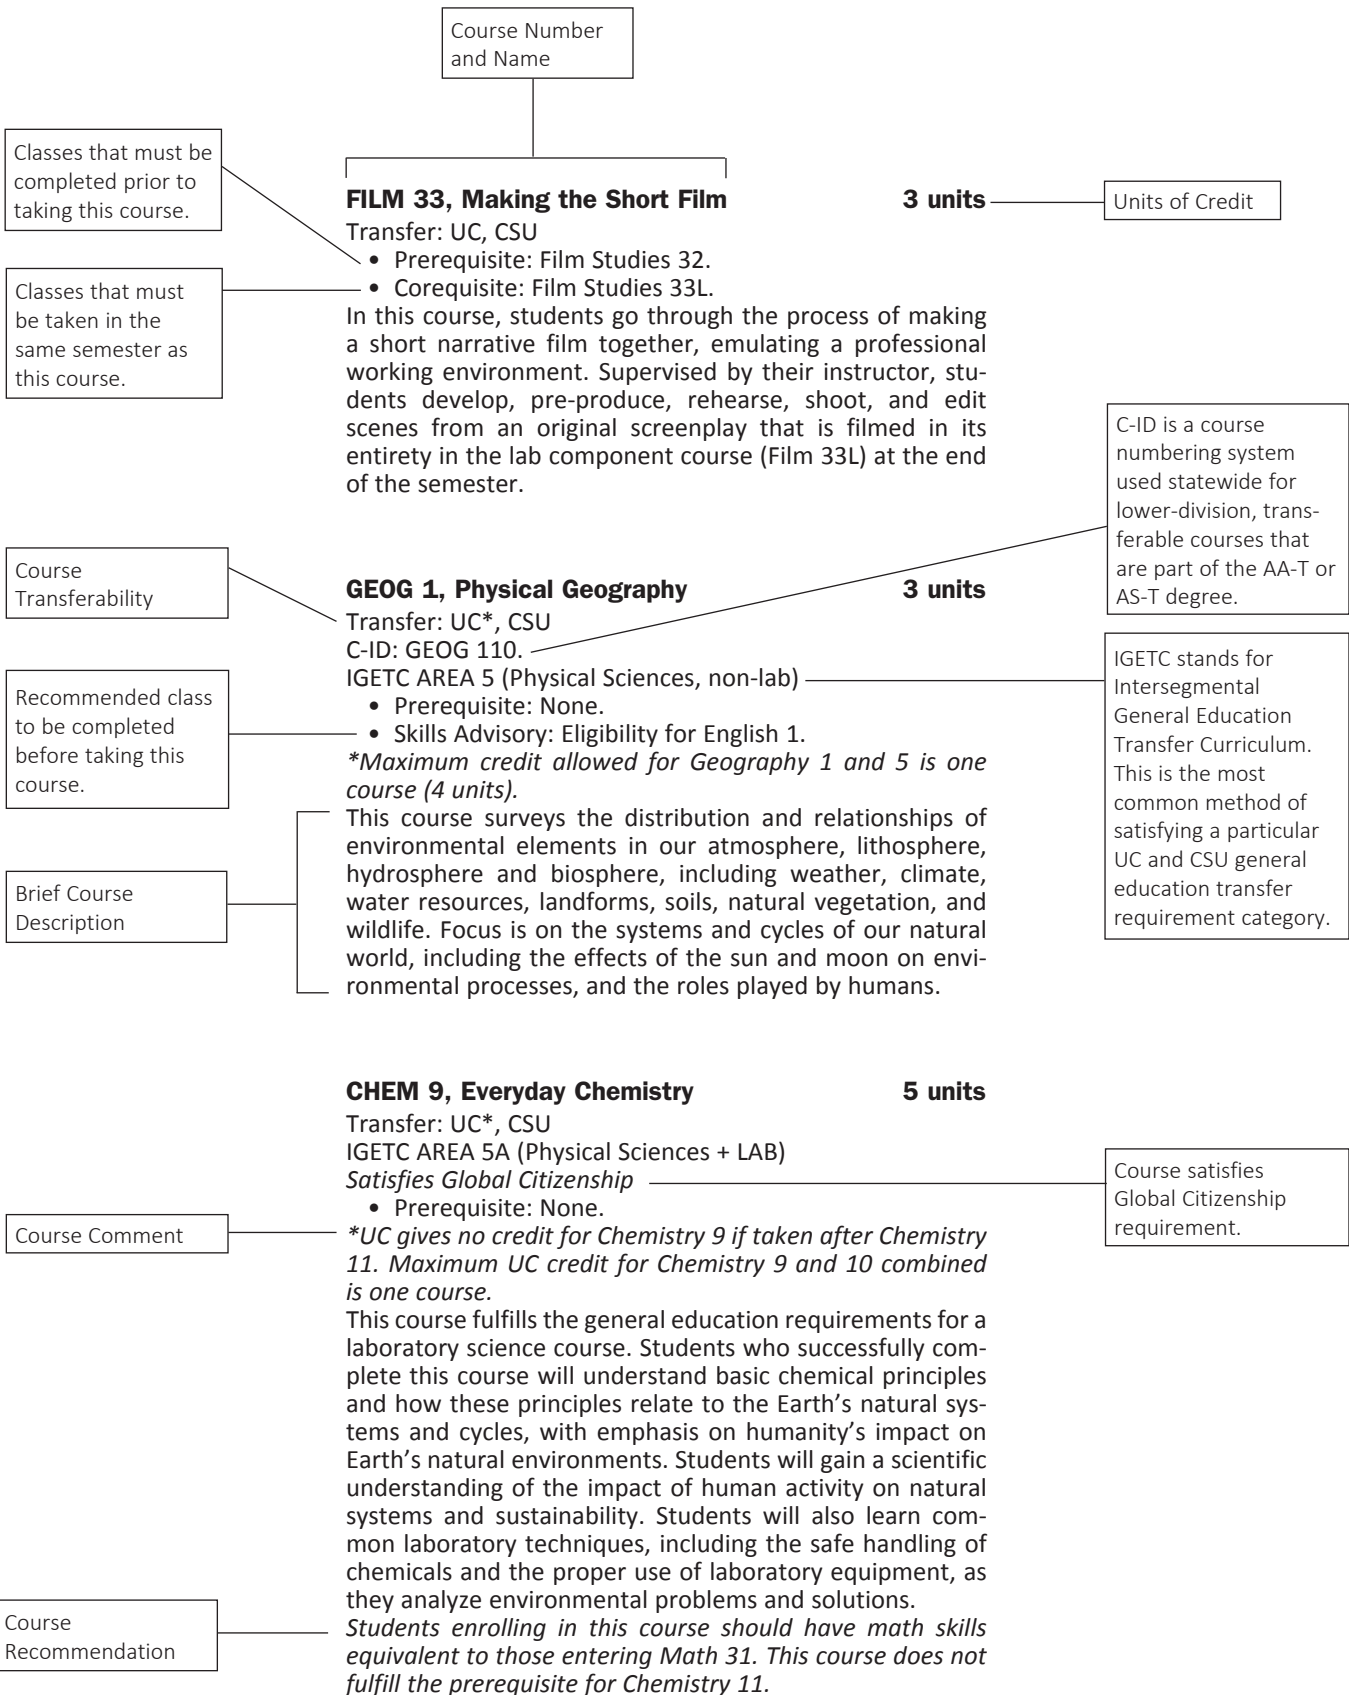 Course Number
and Name
Classes that must be
completed prior to
taking this course.
FILM 33, Making the Short Film 3 units
Units of Credit
Transfer: UC, CSU
• Prerequisite: Film Studies 32.
• Corequisite: Film Studies 33L.
Classes that must
be taken in the
same semester as
this course.
In this course, students go through the process of making
a short narrative film together, emulating a professional
working environment. Supervised by their instructor, stu-
dents develop, pre-produce, rehearse, shoot, and edit
scenes from an original screenplay that is filmed in its
entirety in the lab component course (Film 33L) at the end
of the semester.
C-ID is a course
numbering system
used statewide for
lower-division, trans-
ferable courses that
are part of the AA-T or
AS-T degree.
Course
Transferability
GEOG 1, Physical Geography 3 units
Transfer: UC*, CSU
C-ID: GEOG 110.
IGETC AREA 5 (Physical Sciences, non-lab)
• Prerequisite: None.
• Skills Advisory: Eligibility for English 1.
*Maximum credit allowed for Geography 1 and 5 is one
course (4 units).
Recommended class
to be completed
before taking this
course.
IGETC stands for
Intersegmental
General Education
Transfer Curriculum.
This is the most
common method of
satisfying a particular
UC and CSU general
education transfer
requirement category.
This course surveys the distribution and relationships of
environmental elements in our atmosphere, lithosphere,
hydrosphere and biosphere, including weather, climate,
water resources, landforms, soils, natural vegetation, and
wildlife. Focus is on the systems and cycles of our natural
world, including the effects of the sun and moon on envi-
ronmental processes, and the roles played by humans.
Brief Course
Description
CHEM 9, Everyday Chemistry 5 units
Transfer: UC*, CSU
IGETC AREA 5A (Physical Sciences + LAB)
Satisfies Global Citizenship
• Prerequisite: None.
Course satisfies
Global Citizenship
requirement.
Course Comment
*UC gives no credit for Chemistry 9 if taken after Chemistry
11. Maximum UC credit for Chemistry 9 and 10 combined
is one course.
This course fulfills the general education requirements for a
laboratory science course. Students who successfully com-
plete this course will understand basic chemical principles
and how these principles relate to the Earth's natural sys-
tems and cycles, with emphasis on humanity's impact on
Earth's natural environments. Students will gain a scientific
understanding of the impact of human activity on natural
systems and sustainability. Students will also learn com-
mon laboratory techniques, including the safe handling of
chemicals and the proper use of laboratory equipment, as
they analyze environmental problems and solutions.
Course
Recommendation
Students enrolling in this course should have math skills
equivalent to those entering Math 31. This course does not
fulfill the prerequisite for Chemistry 11.